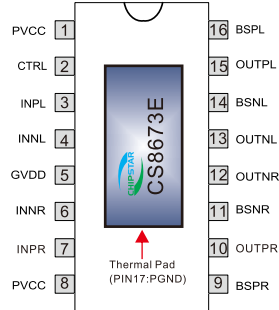 PVCC 1
CTRL 2
INPL 3
INNL 4
GVDD 5
INNR 6
INPR 7
PVCC 8
CHIPSTAR
CS8673E
Thermal Pad
(PIN17:PGND)
16 BSPL
15 OUTPL
14 BSNL
13 OUTNL
12 OUTNR
11 BSNR
10 OUTPR
9 BSPR